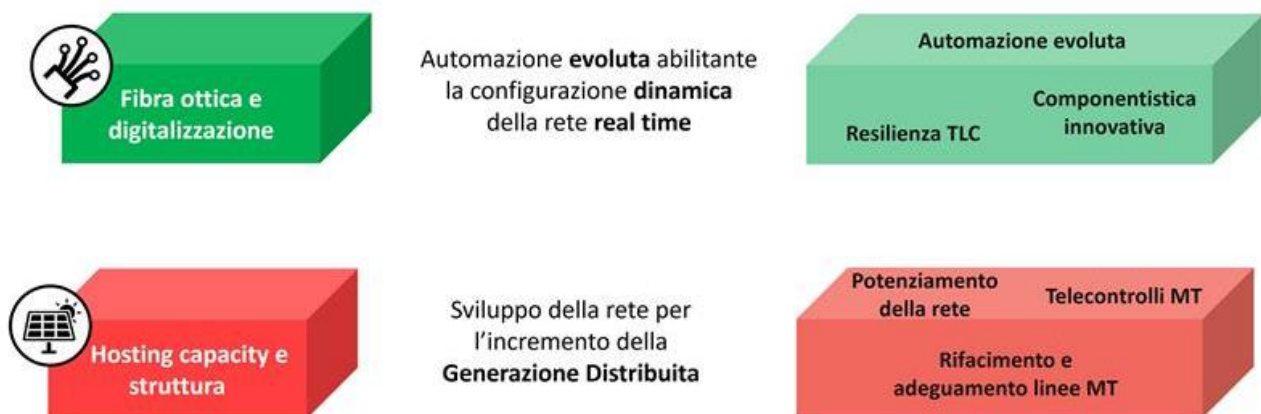 Fibra ottica e
digitalizzazione
Automazione evoluta abilitante
la configurazione dinamica
della rete real time
Automazione evoluta
Resilienza TLC
Componentistica
innovativa
Hosting capacity e
struttura
Sviluppo della rete per
l'incremento della
Generazione Distribuita
Potenziamento
della rete
Telecontrolli MT
Rifacimento e
adeguamento linee MT